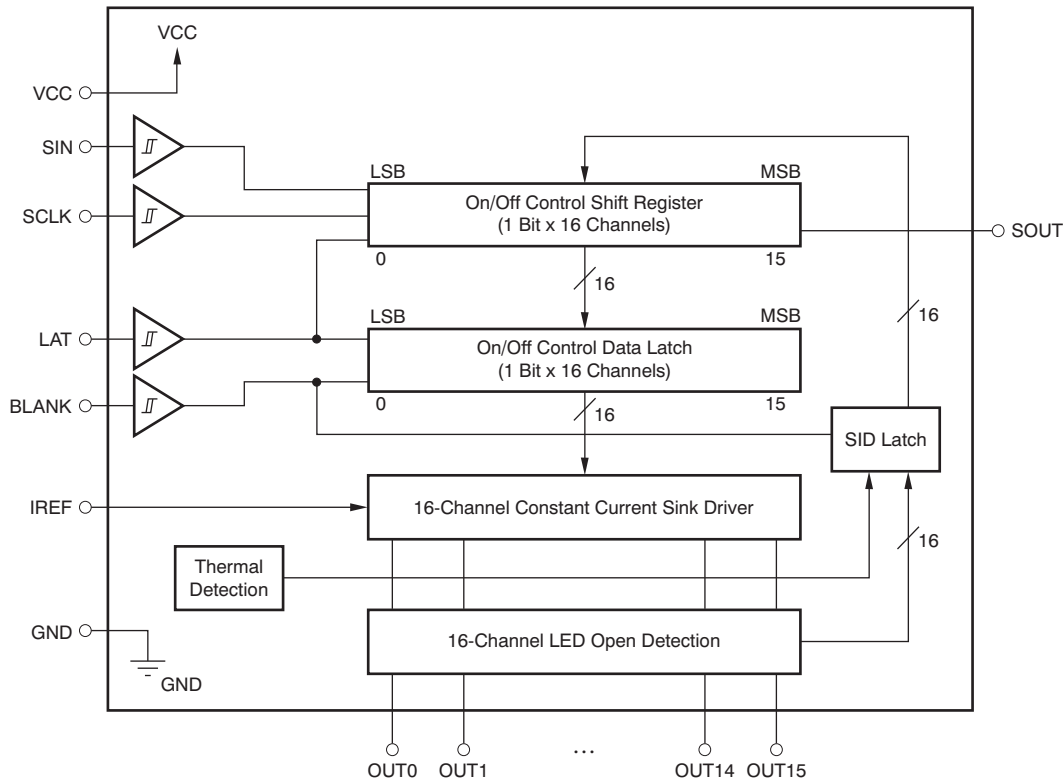 VCC
VCC
SIN
LSB
MSB
SCLK
On/Off Control Shift Register
(1 Bit x 16 Channels)
SOUT
0
15
16
16
LAT
LSB
MSB
On/Off Control Data Latch
(1 Bit x 16 Channels)
BLANK
0
15
16
SID Latch
IREF
16-Channel Constant Current Sink Driver
16
Thermal
Detection
GND
16-Channel LED Open Detection
GND
OUT0
OUT1
...
OUT14
OUT15